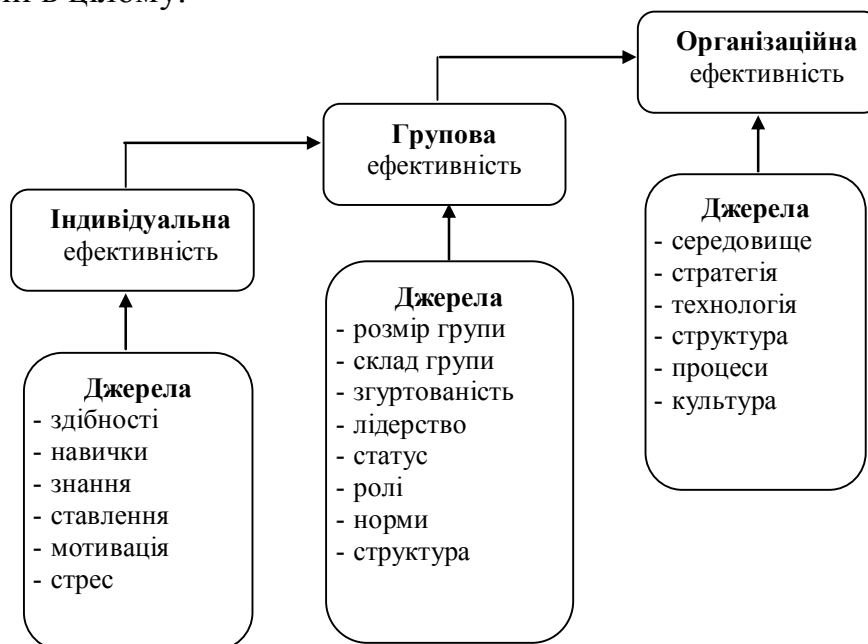 в цілому.
Організаційна
ефективність
Групова
ефективність
Індивідуальна
ефективність
Джерела
- здібності
- навички
- знання
- ставлення
- мотивація
- стрес
Джерела
- розмір групи
- склад групи
- згуртованість
- лідерство
- статус
- ролі
- норми
- структура
Джерела
- середовище
- стратегія
- технологія
- структура
- процеси
- культура